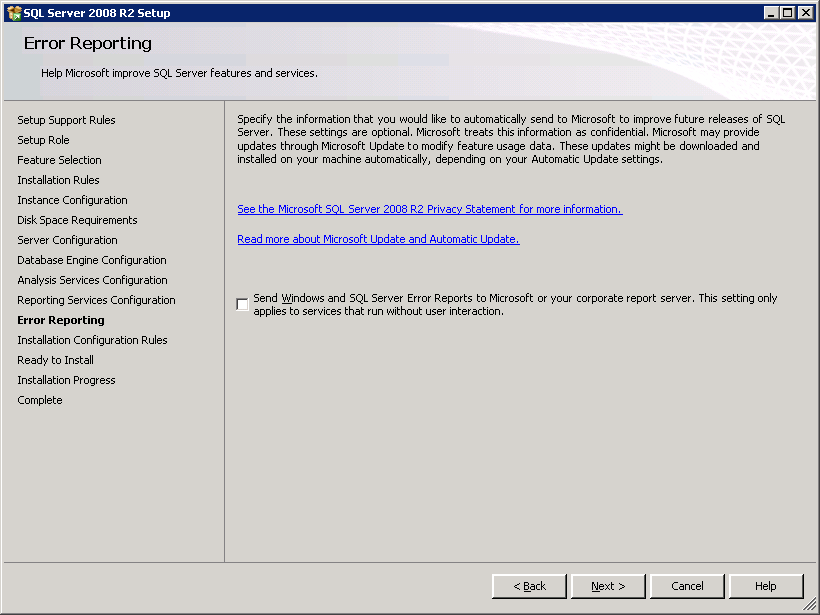 SQL Server 2008 R2 Setup
Error Reporting
Help Microsoft improve SQL Server features and services.
Setup Support Rules
Setup Role
Feature Selection
Installation Rules
Instance Configuration
Disk Space Requirements
Server Configuration
Database Engine Configuration
Analysis Services Configuration
Reporting Services Configuration
Error Reporting
Installation Configuration Rules
Ready to Install
Installation Progress
Complete
Specify the information that you would like to automatically send to Microsoft to improve future releases of SQL
Server. These settings are optional. Microsoft treats this information as confidential. Microsoft may provide
updates through Microsoft Update to modify feature usage data. These updates might be downloaded and
installed on your machine automatically, depending on your Automatic Update settings.
See the Microsoft SQL Server 2008 R2 Privacy Statement for more information.
Read more about Microsoft Update and Automatic Update.
Send Windows and SQL Server Error Reports to Microsoft or your corporate report server. This setting only
applies to services that run without user interaction.
< Back
Next >
Cancel
Help